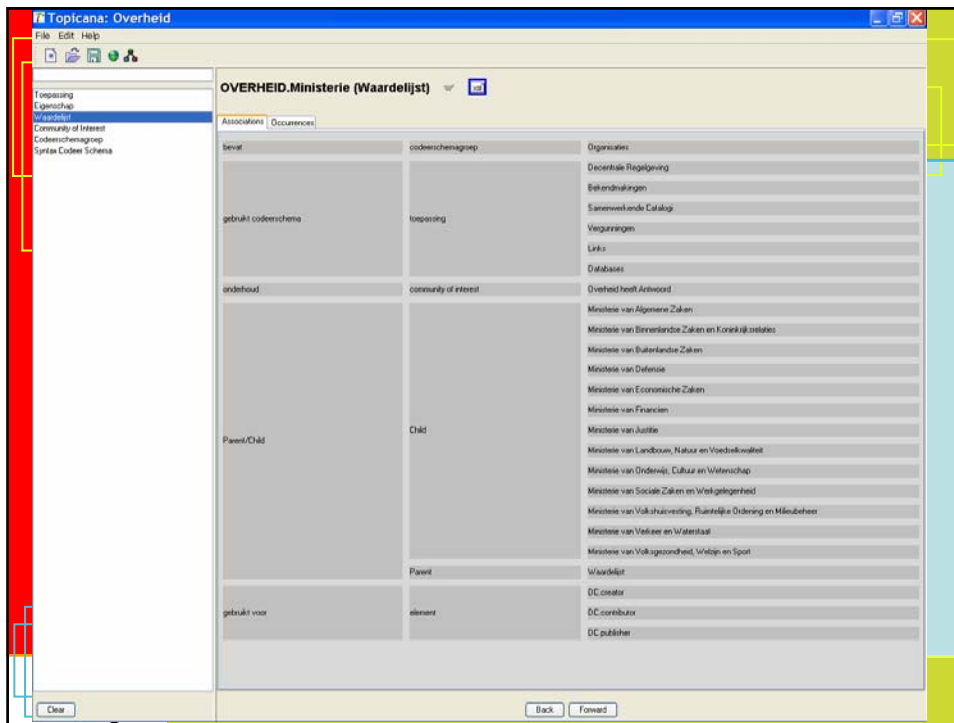 Topicana: Overheid
File Edit Help
Toepassing
Eigenschap
Waardelijst
Community of Interest
Codeerschemagroep
Syntax Codeer Schema
OVERHEID.Ministerie (Waardelijst)
Associations Occurrences
bevat codeerschemagroep Organisaties
gebruikt codeerschema toepassing
Decentrale Regelgeving
Bekendmakingen
Samenwerkende Catalogi
Vergunningen
Links
Databases
onderhoud community of interest Overheid heeft Antwoord
Parent/Child
Child
Ministerie van Algemene Zaken
Ministerie van Binnenlandse Zaken en Koninkrijksrelaties
Ministerie van Buitenlandse Zaken
Ministerie van Defensie
Ministerie van Economische Zaken
Ministerie van Financien
Ministerie van Justitie
Ministerie van Landbouw, Natuur en Voedselkwaliteit
Ministerie van Onderwijs, Cultuur en Wetenschap
Ministerie van Sociale Zaken en Werkgelegenheid
Ministerie van Volkshuisvesting, Ruimtelijke Ordening en Milieubeheer
Ministerie van Verkeer en Waterstaat
Ministerie van Volksgezondheid, Welzijn en Sport
Parent Waardelijst
gebruikt voor element
DC.creator
DC.contributor
DC.publisher
Clear Back Forward